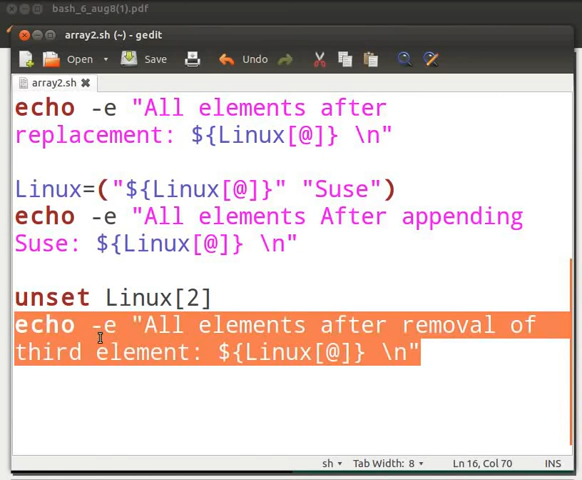 bash_6_aug8(1).pdf
array2.sh (~) - gedit
Open Save Undo
array2.sh
echo -e "All elements after
replacement: ${Linux[@]} \n"
Linux=("${Linux[@]}" "Suse")
echo -e "All elements After appending
Suse: ${Linux[@]} \n"
unset Linux[2]
echo -e "All elements after removal of
third element: ${Linux[@]} \n"
sh Tab Width: 8 Ln 16, Col 70 INS